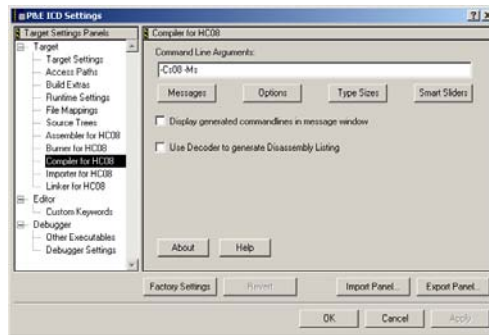 P&E ICD Settings
Target Settings Panels
Target
Target Settings
Access Paths
Build Extras
Runtime Settings
File Mappings
Source Trees
Assembler for HC08
Burner for HC08
Compiler for HC08
Importer for HC08
Linker for HC08
Editor
Custom Keywords
Debugger
Other Executables
Debugger Settings
Compiler for HC08
Command Line Arguments:
-Cs08 -Ms
Messages Options Type Sizes Smart Sliders
Display generated commandlines in message window
Use Decoder to generate Disassembly Listing
About Help
Factory Settings Revert Import Panel... Export Panel...
OK Cancel Apply